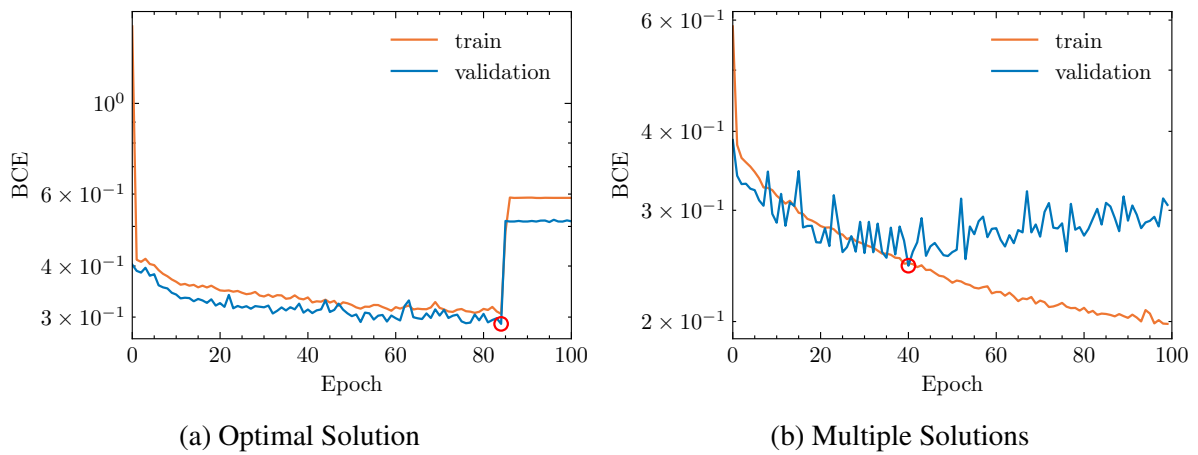 train
validation
10⁰
6 × 10⁻¹
4 × 10⁻¹
3 × 10⁻¹
BCE
0 20 40 60 80 100
Epoch
(a) Optimal Solution
train
validation
6 × 10⁻¹
4 × 10⁻¹
3 × 10⁻¹
2 × 10⁻¹
BCE
0 20 40 60 80 100
Epoch
(b) Multiple Solutions